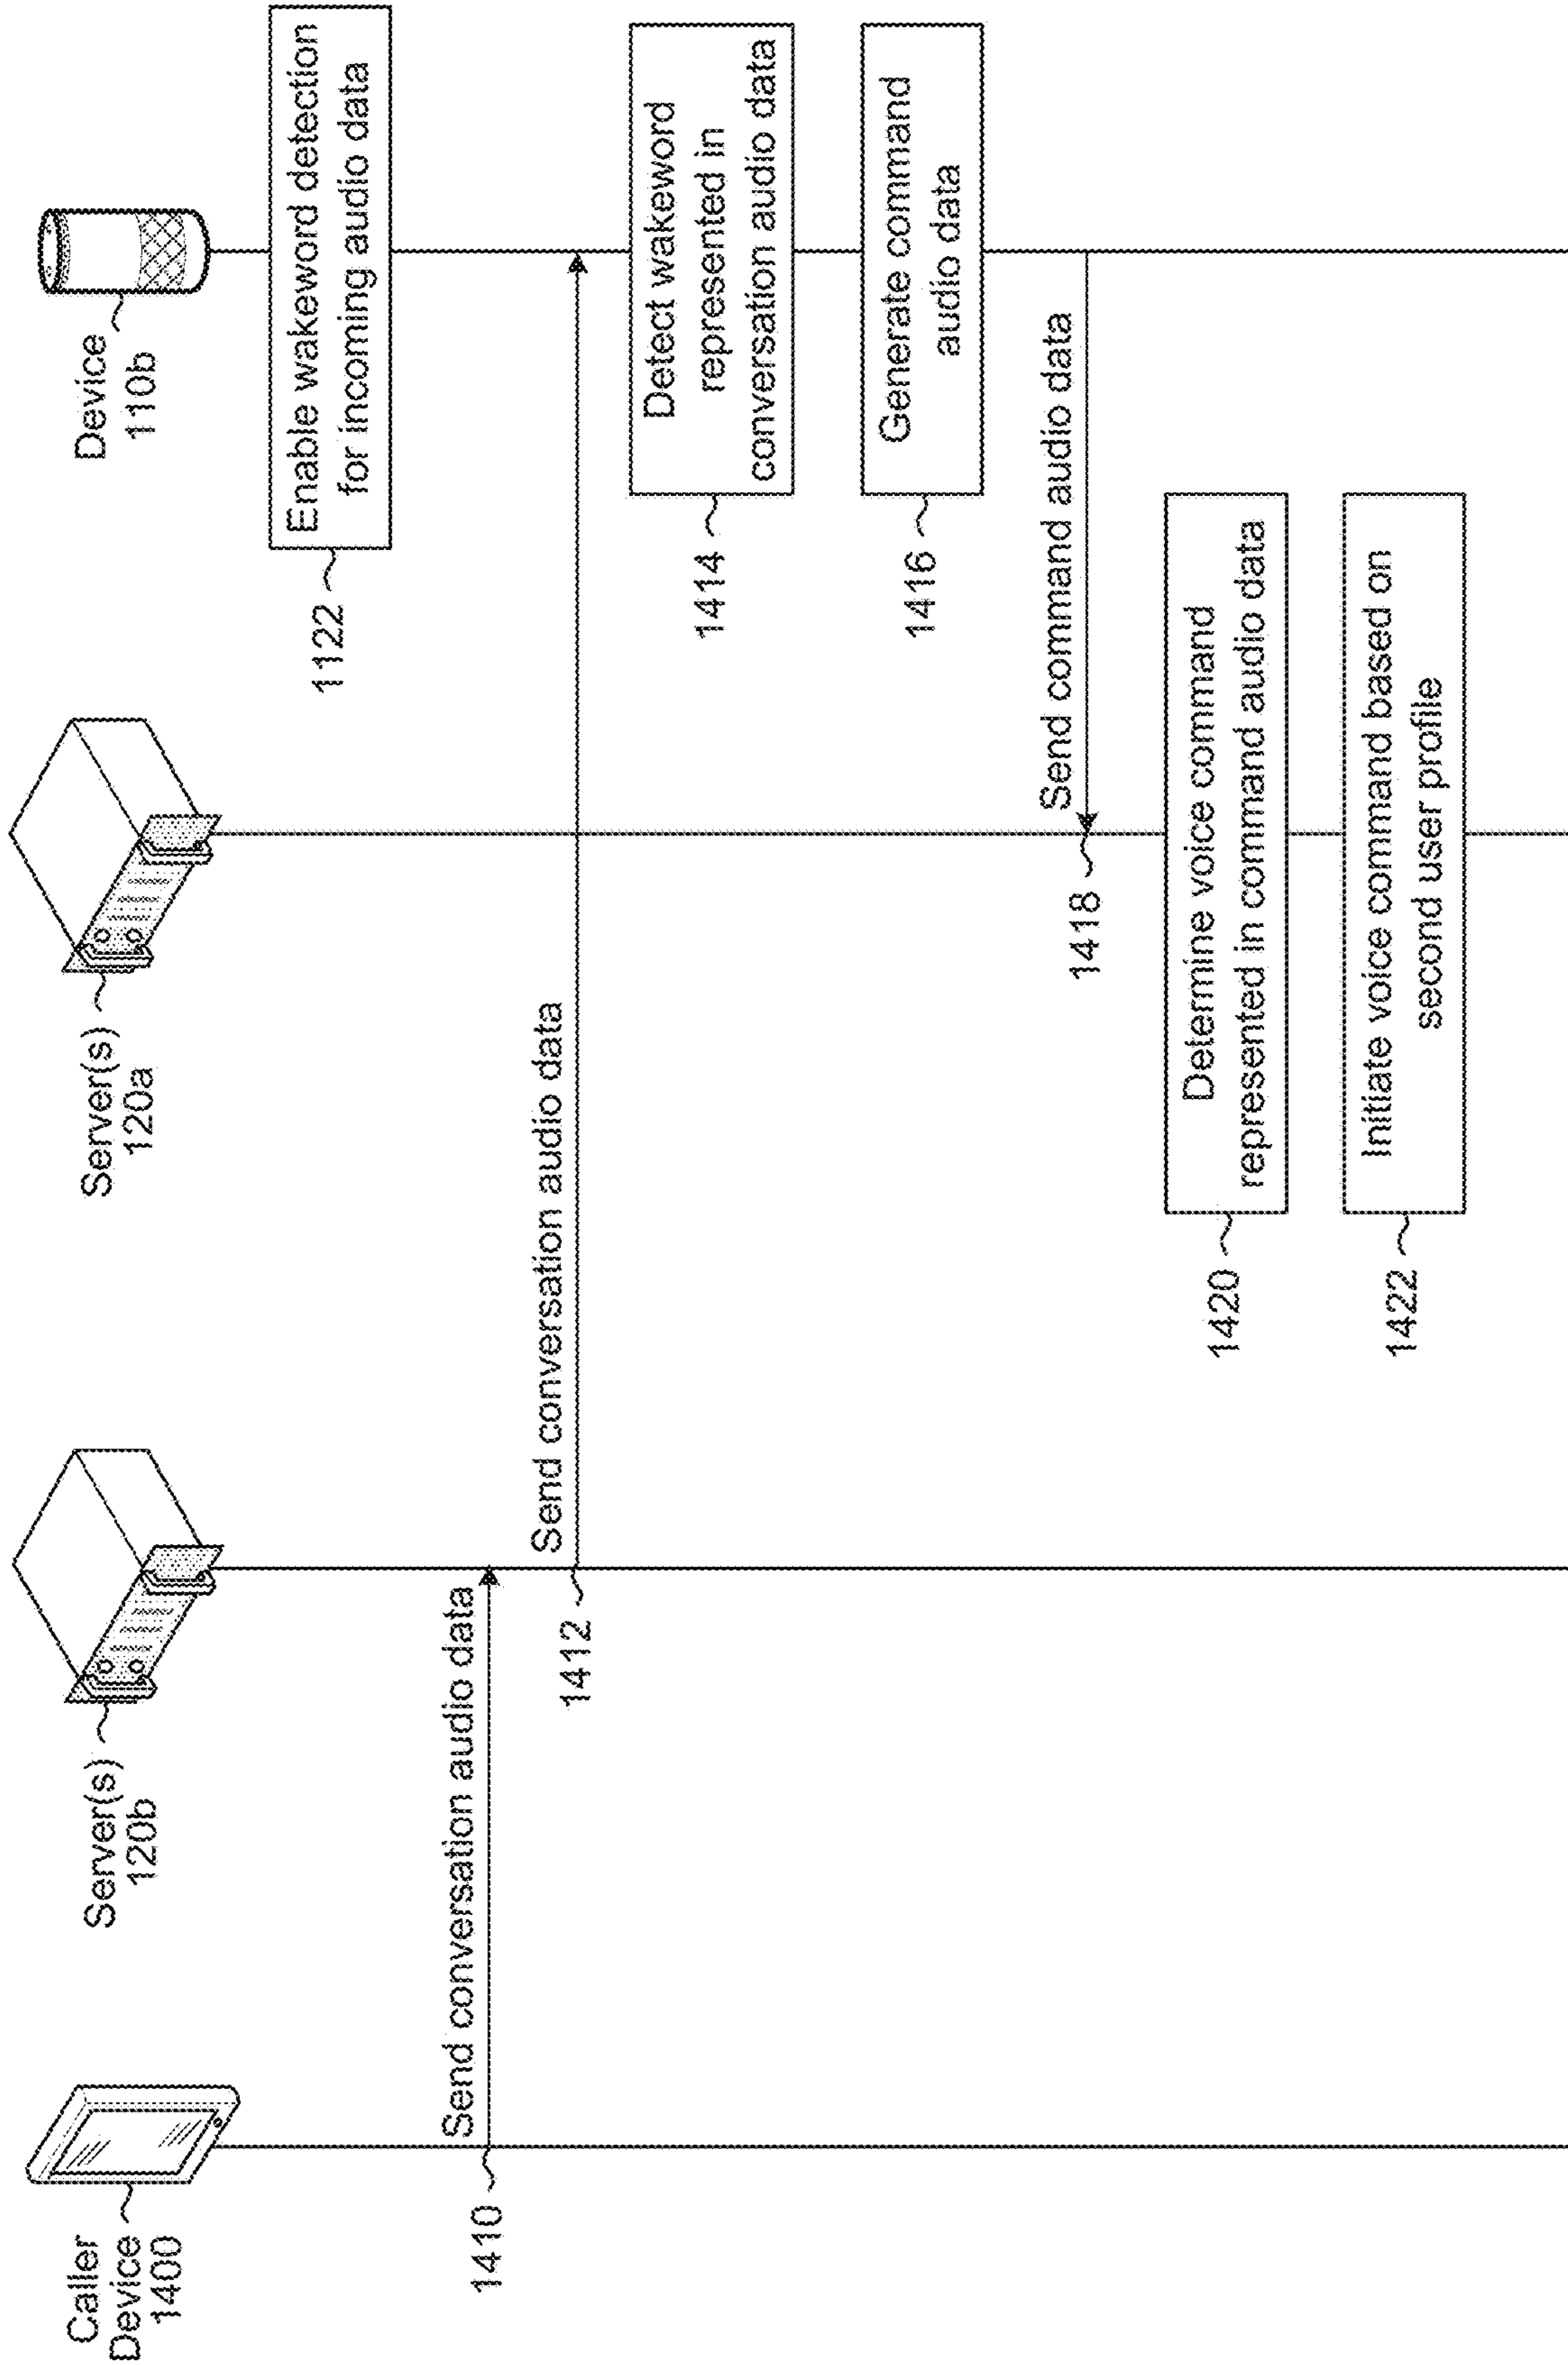 Caller
Device
1400
Server(s)
120b
Server(s)
120a
Device
110b
Enable wakeword detection
for incoming audio data
1122
Send conversation audio data
1410
Send conversation audio data
1412
Detect wakeword
represented in
conversation audio data
1414
Generate command
audio data
1416
Send command audio data
1418
Determine voice command
represented in command audio data
1420
Initiate voice command based on
second user profile
1422